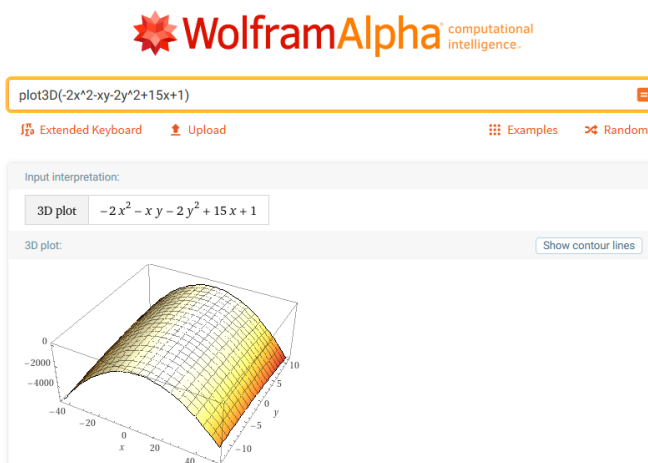 WolframAlpha computational intelligence.
plot3D(-2x^2-xy-2y^2+15x+1)
Extended Keyboard Upload Examples Random
Input interpretation:
3D plot −2 x² − x y − 2 y² + 15 x + 1
3D plot: Show contour lines
0
−2000
−4000
−40
−20
0
20
40
x
10
5
0
−5
−10
y